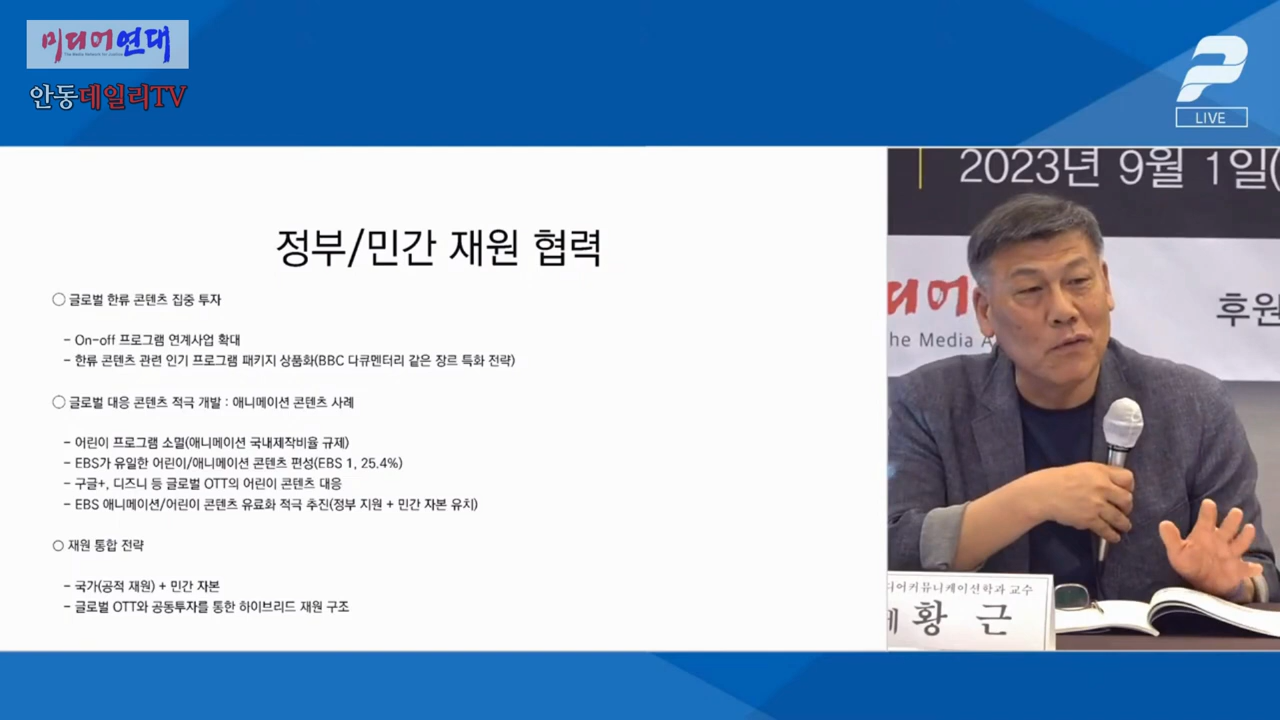 미디어연대
The Media Network for Justice
안동데일리TV
LIVE
정부/민간 재원 협력
○ 글로벌 한류 콘텐츠 집중 투자
- On-off 프로그램 연계사업 확대
- 한류 콘텐츠 관련 인기 프로그램 패키지 상품화(BBC 다큐멘터리 같은 장르 특화 전략)
○ 글로벌 대응 콘텐츠 적극 개발 : 애니메이션 콘텐츠 사례
- 어린이 프로그램 소멸(애니메이션 국내제작비율 규제)
- EBS가 유일한 어린이/애니메이션 콘텐츠 편성(EBS 1, 25.4%)
- 구글+, 디즈니 등 글로벌 OTT의 어린이 콘텐츠 대응
- EBS 애니메이션/어린이 콘텐츠 유료화 적극 추진(정부 지원 + 민간 자본 유치)
○ 재원 통합 전략
- 국가(공적 재원) + 민간 자본
- 글로벌 OTT와 공동투자를 통한 하이브리드 재원 구조
2023년 9월 1일(
디어
후원
he Media
디어커뮤니케이션학과 교수
제 황 근